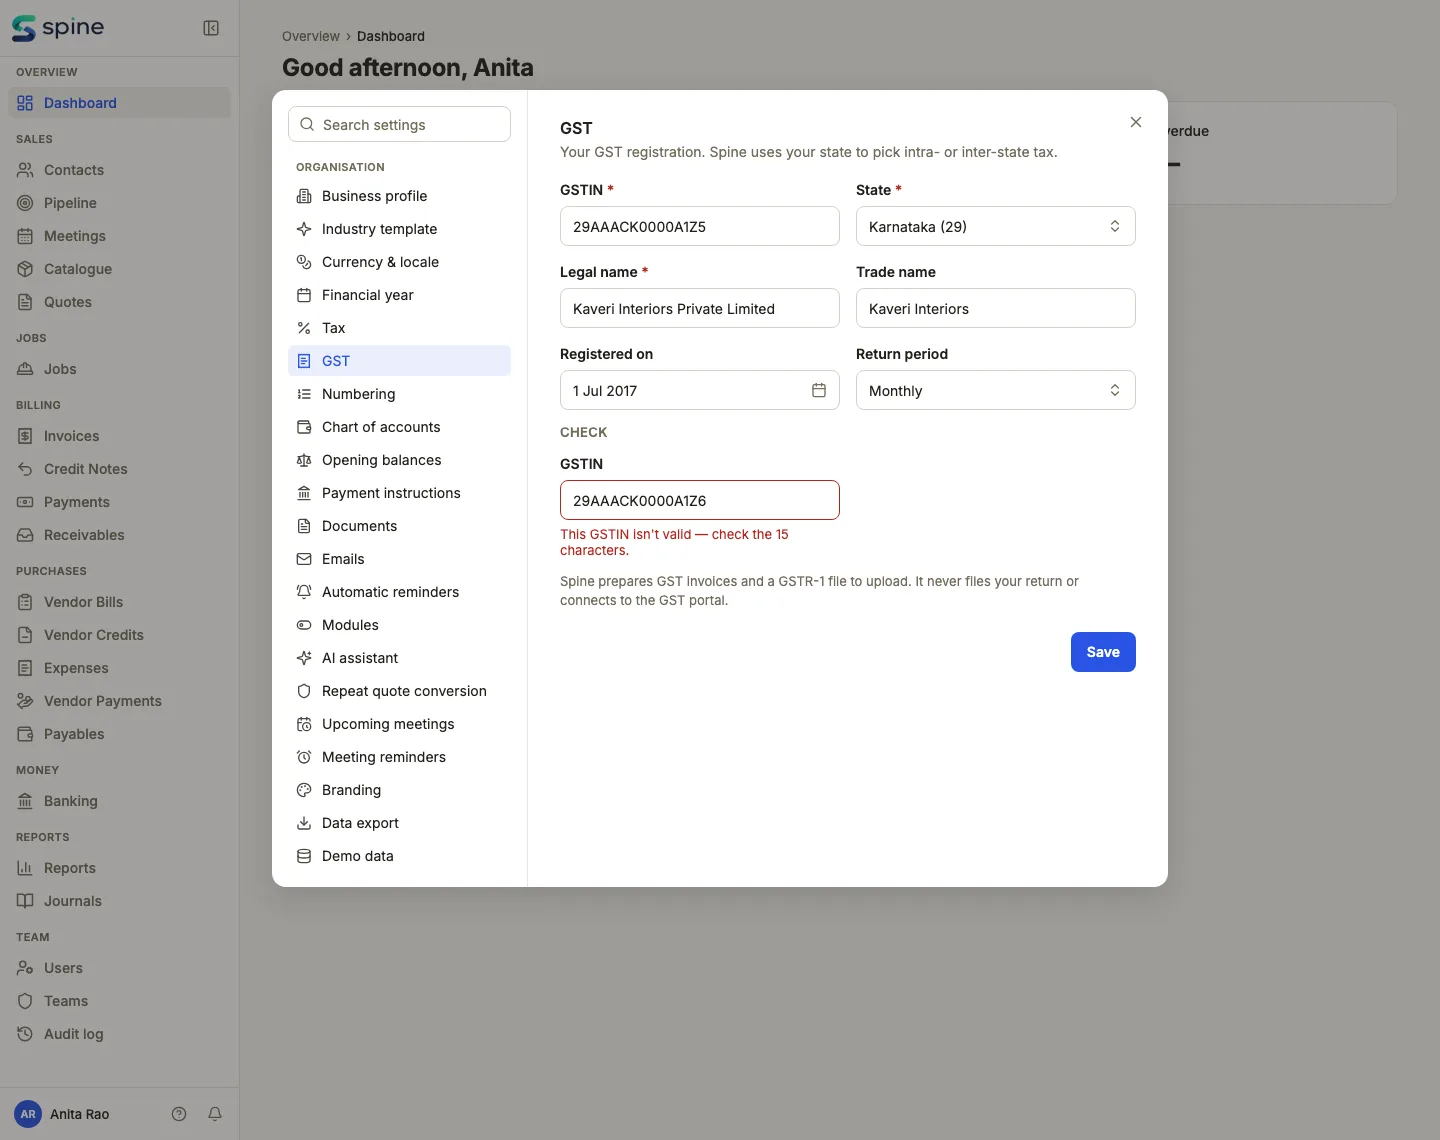 spine
OVERVIEW
Dashboard
SALES
Contacts
Pipeline
Meetings
Catalogue
Quotes
JOBS
Jobs
BILLING
Invoices
Credit Notes
Payments
Receivables
PURCHASES
Vendor Bills
Vendor Credits
Expenses
Vendor Payments
Payables
MONEY
Banking
REPORTS
Reports
Journals
TEAM
Users
Teams
Audit log
AR Anita Rao
Overview › Dashboard
Good afternoon, Anita
verdue
Search settings
ORGANISATION
Business profile
Industry template
Currency & locale
Financial year
Tax
GST
Numbering
Chart of accounts
Opening balances
Payment instructions
Documents
Emails
Automatic reminders
Modules
AI assistant
Repeat quote conversion
Upcoming meetings
Meeting reminders
Branding
Data export
Demo data
GST
Your GST registration. Spine uses your state to pick intra- or inter-state tax.
GSTIN * State *
29AAACK0000A1Z5 Karnataka (29)
Legal name * Trade name
Kaveri Interiors Private Limited Kaveri Interiors
Registered on Return period
1 Jul 2017 Monthly
CHECK
GSTIN
29AAACK0000A1Z6
This GSTIN isn't valid — check the 15
characters.
Spine prepares GST invoices and a GSTR-1 file to upload. It never files your return or
connects to the GST portal.
Save